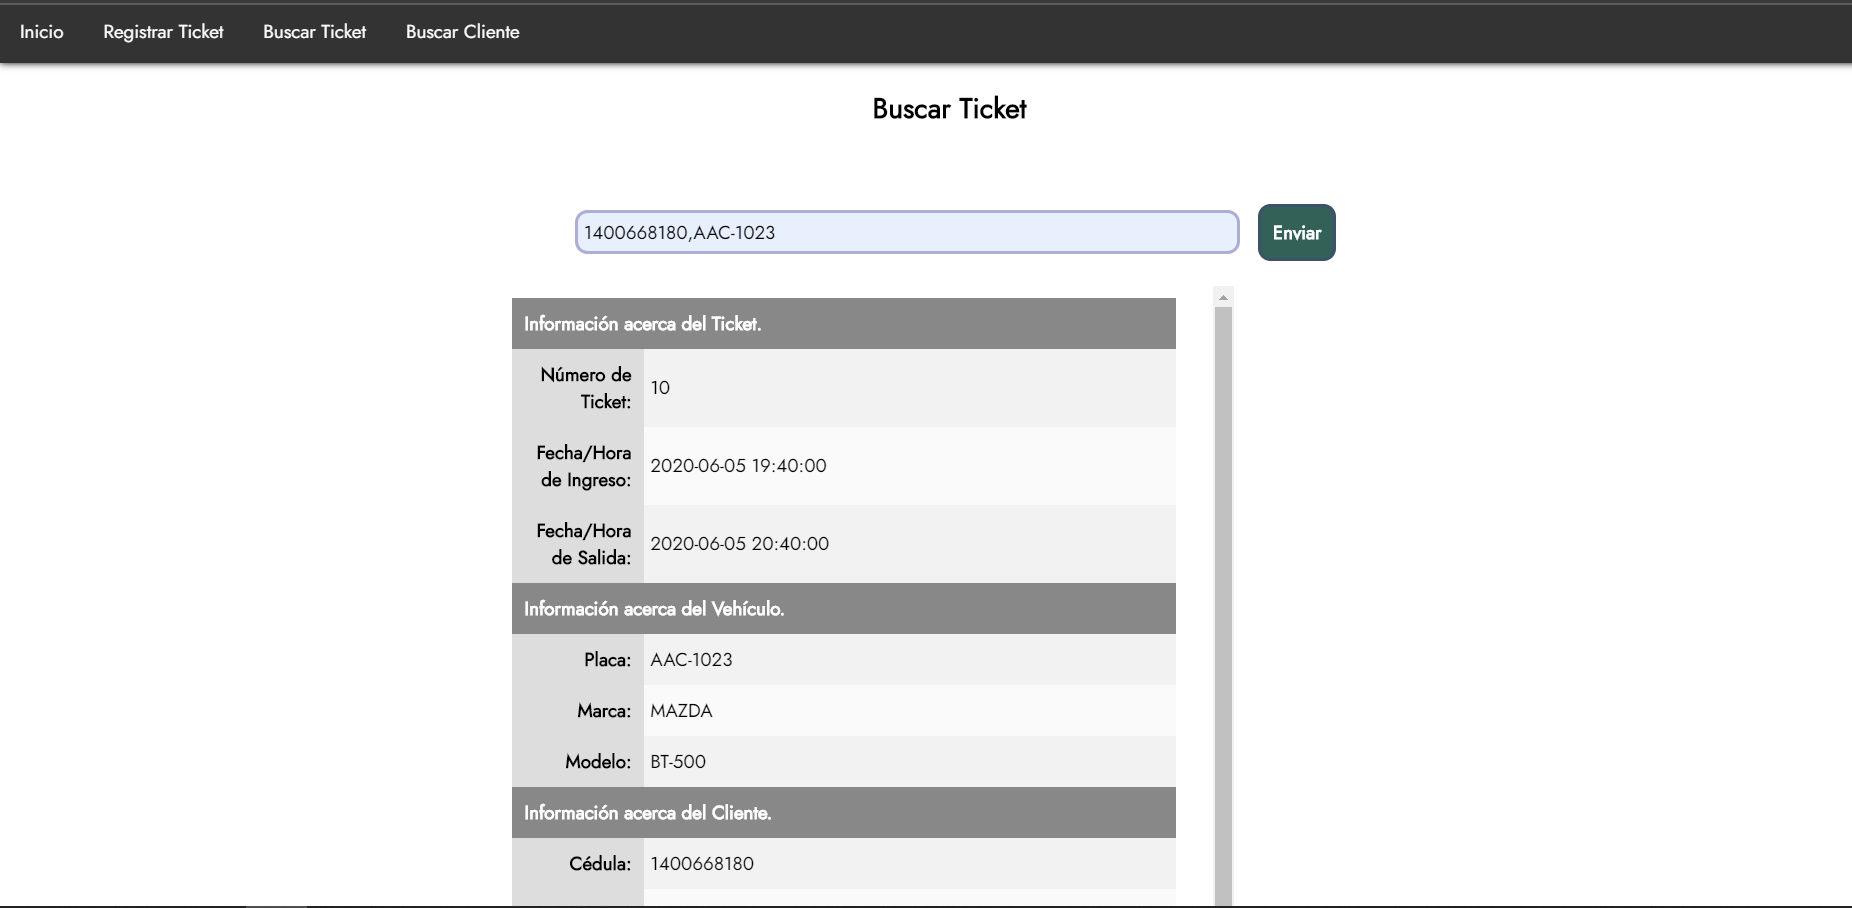 Inicio Registrar Ticket Buscar Ticket Buscar Cliente
Buscar Ticket
1400668180,AAC-1023 Enviar
Información acerca del Ticket.
Número de
Ticket: 10
Fecha/Hora
de Ingreso: 2020-06-05 19:40:00
Fecha/Hora
de Salida: 2020-06-05 20:40:00
Información acerca del Vehículo.
Placa: AAC-1023
Marca: MAZDA
Modelo: BT-500
Información acerca del Cliente.
Cédula: 1400668180